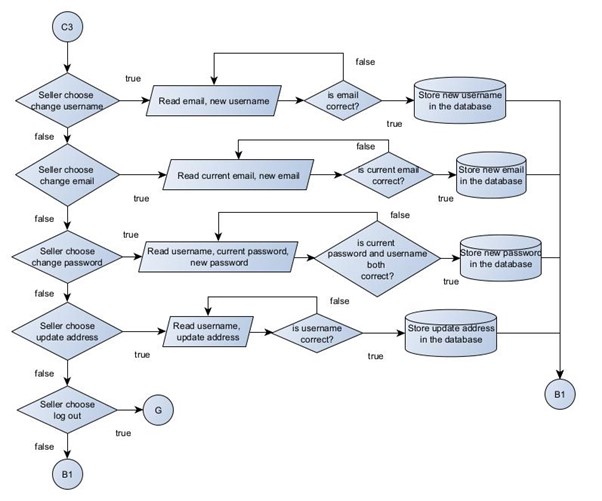 C3
Seller choose
change username
true
Read email, new username
false
is email
correct?
true
Store new username
in the database
false
Seller choose
change email
true
Read current email, new email
false
is current email
correct?
true
Store new email
in the database
false
Seller choose
change password
true
Read username, current password,
new password
false
is current
password and username
both
correct?
true
Store new password
in the database
false
Seller choose
update address
true
Read username,
update address
false
is username
correct?
true
Store update address
in the database
false
Seller choose
log out
true
G
false
B1
B1